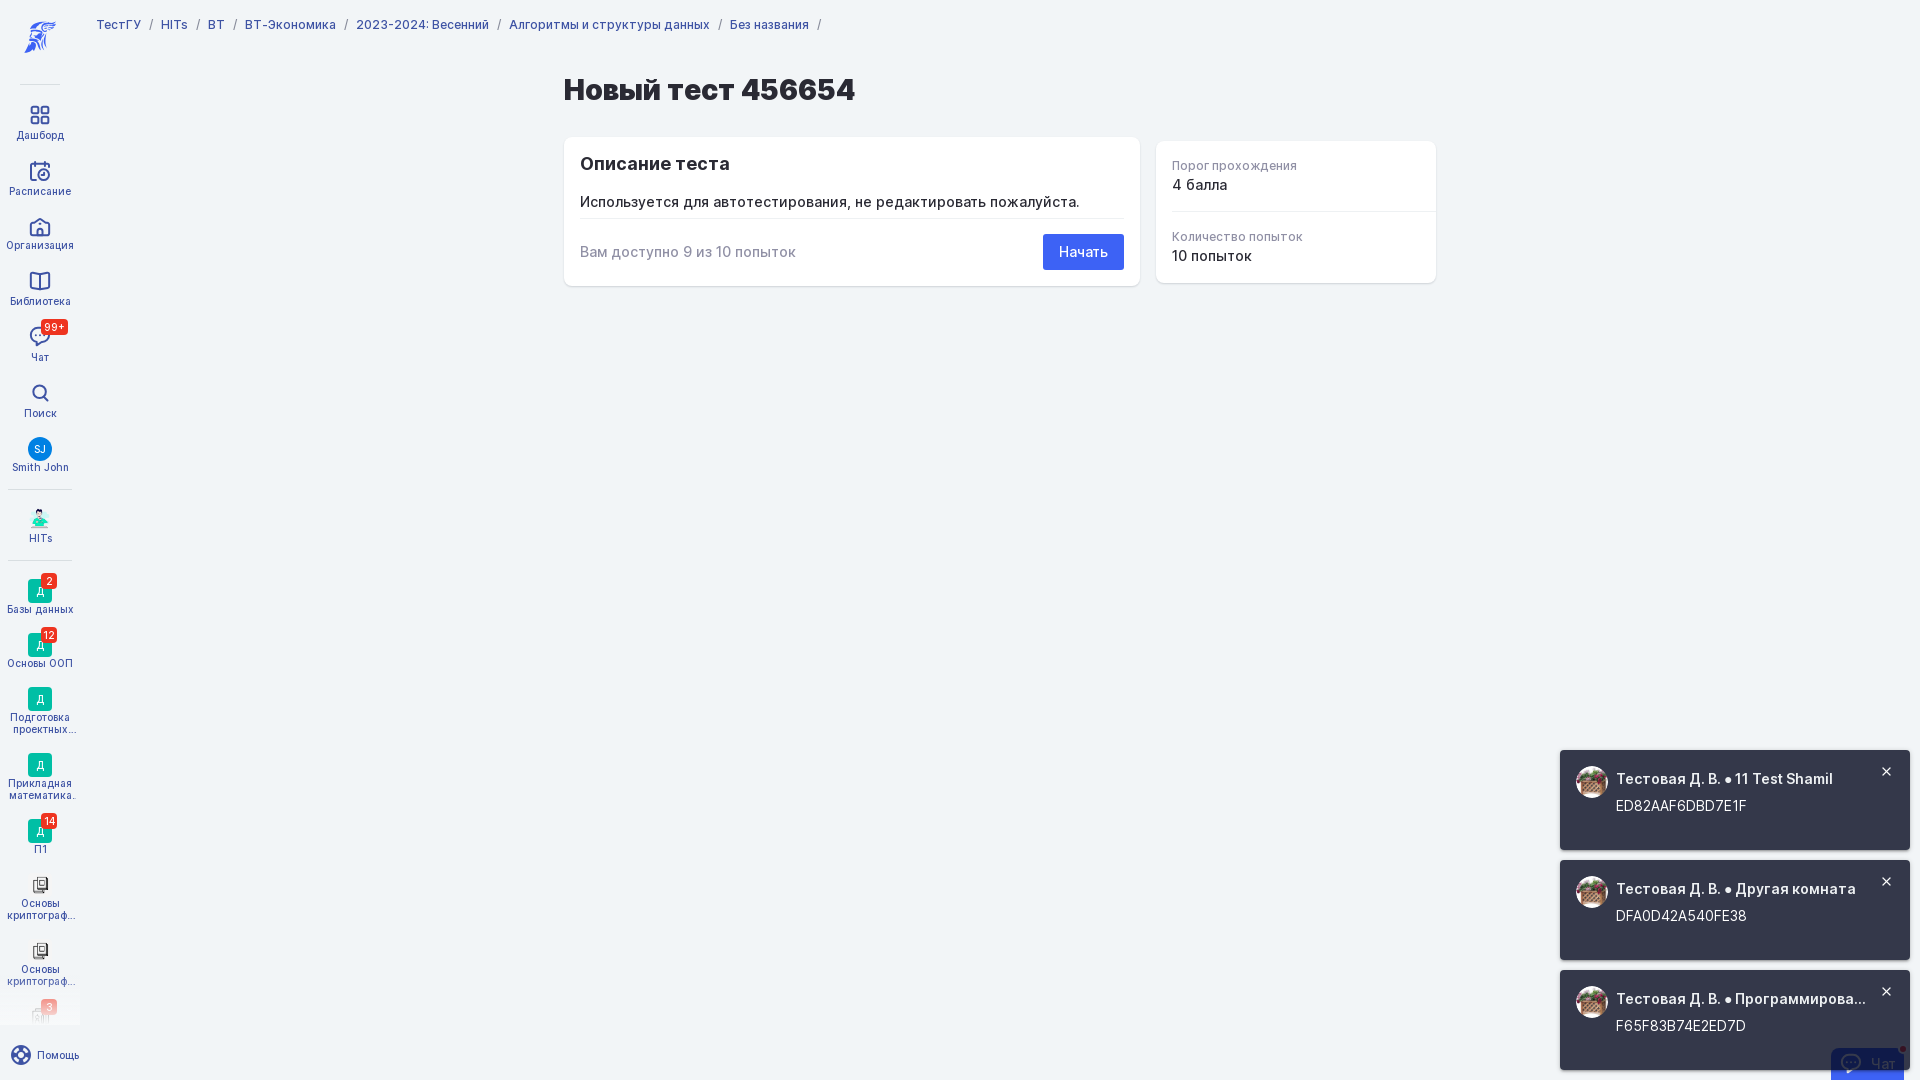 ТестГУ / HITs / ВТ / ВТ-Экономика / 2023-2024: Весенний / Алгоритмы и структуры данных / Без названия /
Новый тест 456654
Описание теста
Используется для автотестирования, не редактировать пожалуйста.
Вам доступно 9 из 10 попыток
Начать
Порог прохождения
4 балла
Количество попыток
10 попыток
Дашборд
Расписание
Организация
Библиотека
99+
Чат
Поиск
SJ
Smith John
HITs
Д
2
Базы данных
Д
12
Основы ООП
Д
Подготовка
проектных...
Д
Прикладная
математика.
Д
14
П1
Основы
криптограф...
Основы
криптограф...
3
Помощь
Тестовая Д. В. ● 11 Test Shamil
ED82AAF6DBD7E1F
Тестовая Д. В. ● Другая комната
DFA0D42A540FE38
Тестовая Д. В. ● Программирова...
F65F83B74E2ED7D
Чат